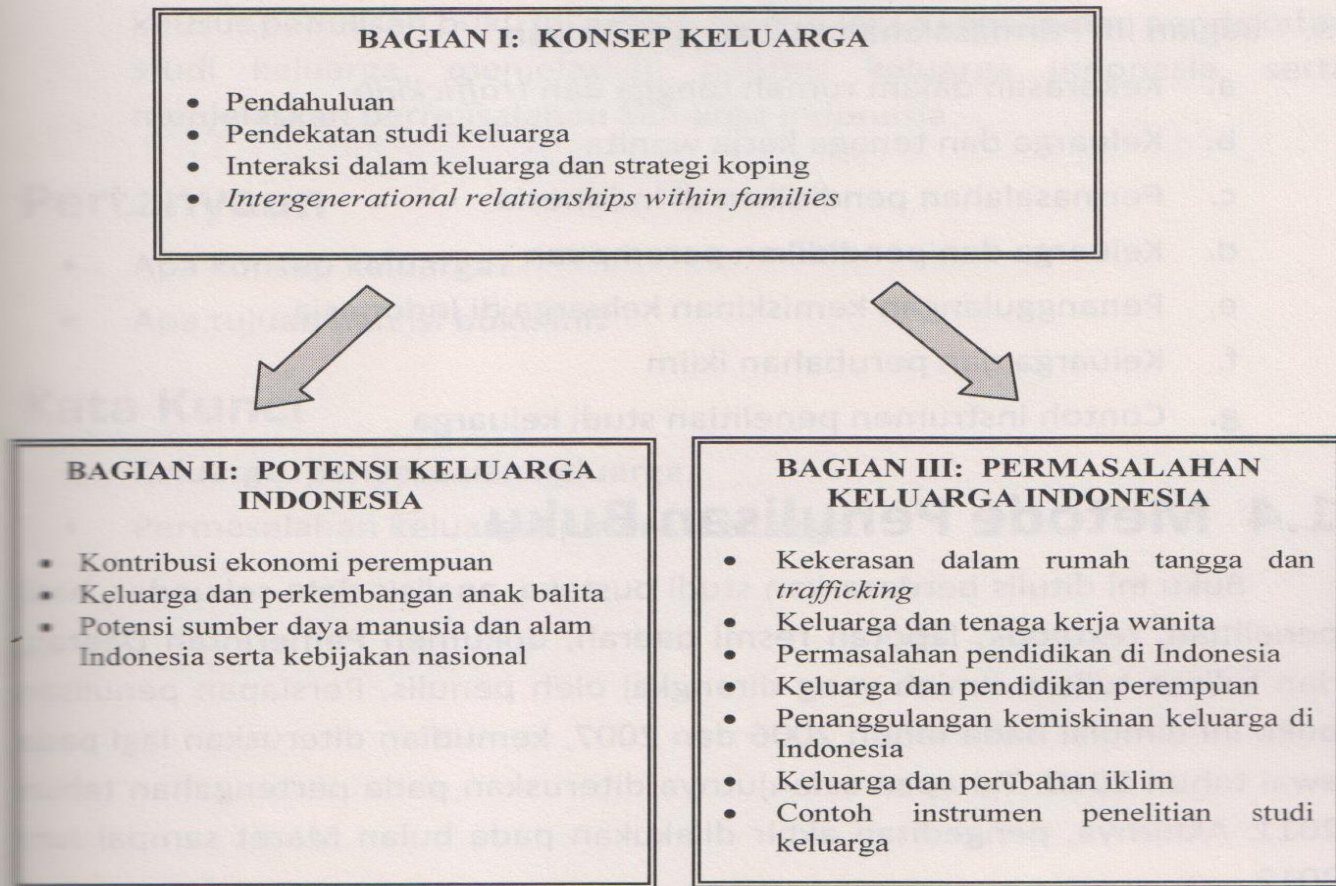 BAGIAN I: KONSEP KELUARGA
• Pendahuluan
• Pendekatan studi keluarga
• Interaksi dalam keluarga dan strategi koping
• Intergenerational relationships within families
BAGIAN II: POTENSI KELUARGA
INDONESIA
• Kontribusi ekonomi perempuan
• Keluarga dan perkembangan anak balita
• Potensi sumber daya manusia dan alam
Indonesia serta kebijakan nasional
BAGIAN III: PERMASALAHAN
KELUARGA INDONESIA
• Kekerasan dalam rumah tangga dan
trafficking
• Keluarga dan tenaga kerja wanita
• Permasalahan pendidikan di Indonesia
• Keluarga dan pendidikan perempuan
• Penanggulangan kemiskinan keluarga di
Indonesia
• Keluarga dan perubahan iklim
• Contoh instrumen penelitian studi
keluarga